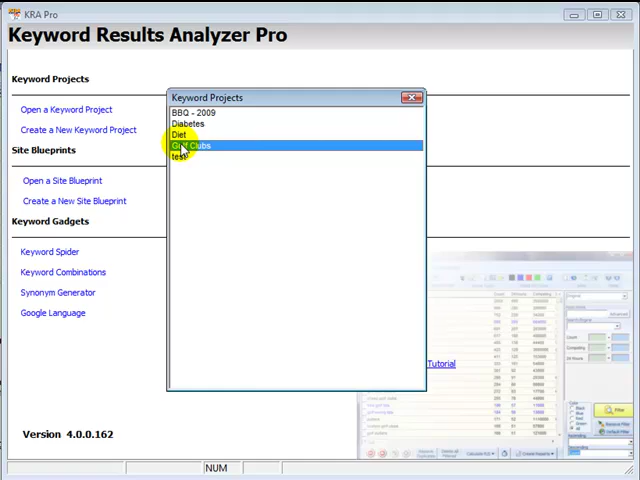 KRA Pro
Keyword Results Analyzer Pro
Keyword Projects
Open a Keyword Project
Create a New Keyword Project
Site Blueprints
Open a Site Blueprint
Create a New Site Blueprint
Keyword Gadgets
Keyword Spider
Keyword Combinations
Synonym Generator
Google Language
Keyword Projects
BBQ - 2009
Diabetes
Diet
Golf Clubs
test
Tutorial
Version 4.0.0.162
NUM